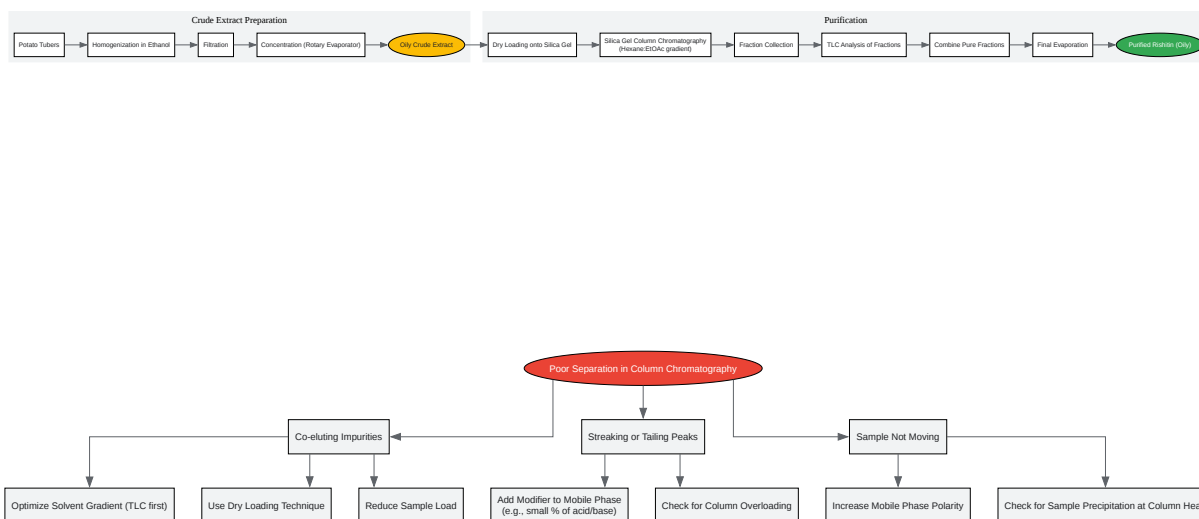 Crude Extract Preparation
Purification
Potato Tubers
Homogenization in Ethanol
Filtration
Concentration (Rotary Evaporator)
Oily Crude Extract
Dry Loading onto Silica Gel
Silica Gel Column Chromatography
(Hexane:EtOAc gradient)
Fraction Collection
TLC Analysis of Fractions
Combine Pure Fractions
Final Evaporation
Purified Rishitin (Oily)
Poor Separation in Column Chromatography
Co-eluting Impurities
Streaking or Tailing Peaks
Sample Not Moving
Optimize Solvent Gradient (TLC first)
Use Dry Loading Technique
Reduce Sample Load
Add Modifier to Mobile Phase
(e.g., small % of acid/base)
Check for Column Overloading
Increase Mobile Phase Polarity
Check for Sample Precipitation at Column